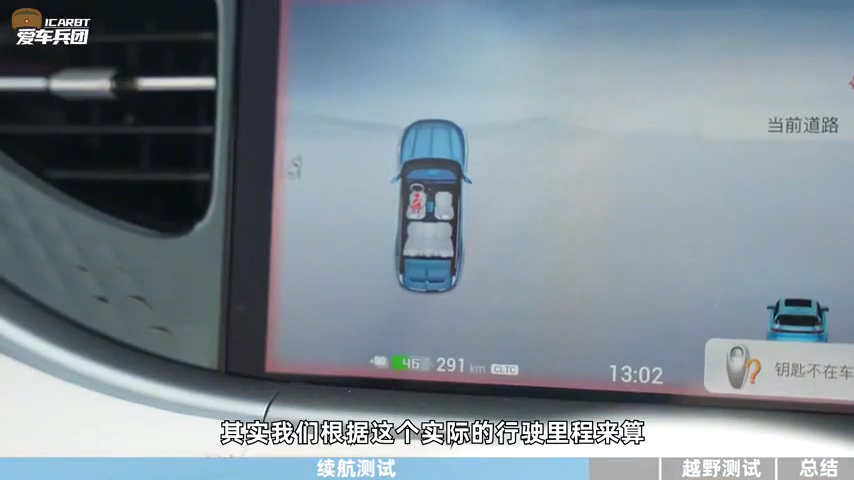 ICARBT
爱车兵团
当前道路
46 291 km CLTC
13:02
钥匙不在车
其实我们根据这个实际的行驶里程来算
续航测试
越野测试
总结